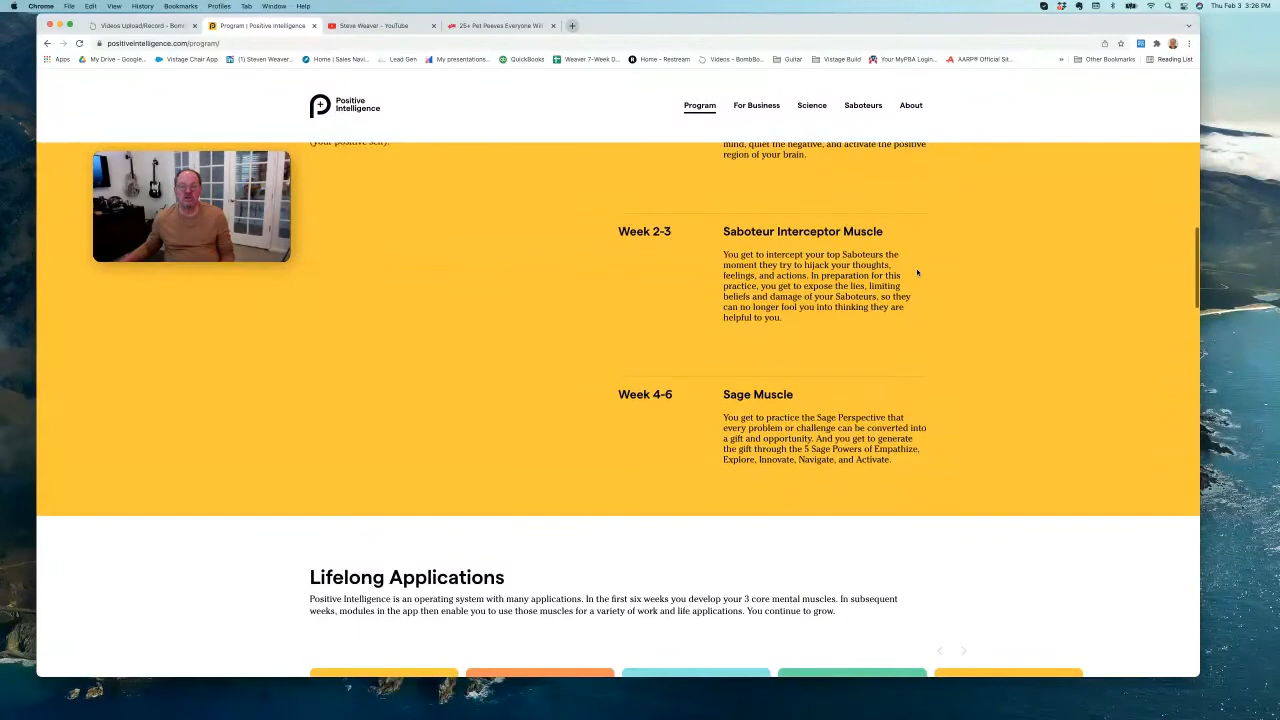 Chrome File Edit View History Bookmarks Profiles Tab Window Help Thu Feb 3 3:26 PM
Videos Upload/Record - Bomb Program | Positive Intelligence Steve Weaver - YouTube 25+ Pet Peeves Everyone Will
positiveintelligence.com/program/
Apps My Drive - Google... Vistage Chair App (1) Steven Weaver... Home | Sales Navi... Lead Gen My presentations... QuickBooks Weaver 7-Week D... Home - Restream Videos - BombBo... Guitar Vistage Build Your MyPBA Login... AARP® Official Sit... » Other Bookmarks Reading List
Positive
Intelligence
Program For Business Science Saboteurs About
(your positive self).
mind, quiet the negative, and activate the positive
region of your brain.
Week 2-3 Saboteur Interceptor Muscle
You get to intercept your top Saboteurs the
moment they try to hijack your thoughts,
feelings, and actions. In preparation for this
practice, you get to expose the lies, limiting
beliefs and damage of your Saboteurs, so they
can no longer fool you into thinking they are
helpful to you.
Week 4-6 Sage Muscle
You get to practice the Sage Perspective that
every problem or challenge can be converted into
a gift and opportunity. And you get to generate
the gift through the 5 Sage Powers of Empathize,
Explore, Innovate, Navigate, and Activate.
Lifelong Applications
Positive Intelligence is an operating system with many applications. In the first six weeks you develop your 3 core mental muscles. In subsequent
weeks, modules in the app then enable you to use those muscles for a variety of work and life applications. You continue to grow.